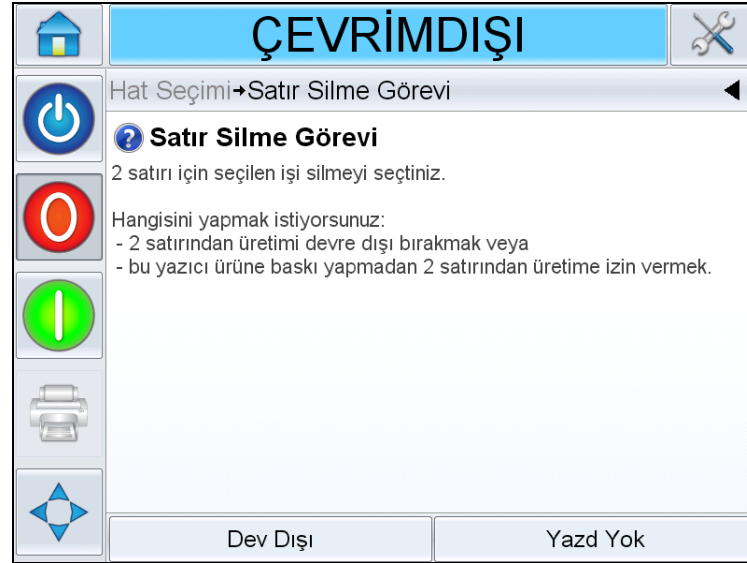 ÇEVRİMDIŞI
Hat Seçimi→Satır Silme Görevi
Satır Silme Görevi
2 satırı için seçilen işi silmeyi seçtiniz.
Hangisini yapmak istiyorsunuz:
- 2 satırından üretimi devre dışı bırakmak veya
- bu yazıcı ürüne baskı yapmadan 2 satırından üretime izin vermek.
Dev Dışı
Yazd Yok